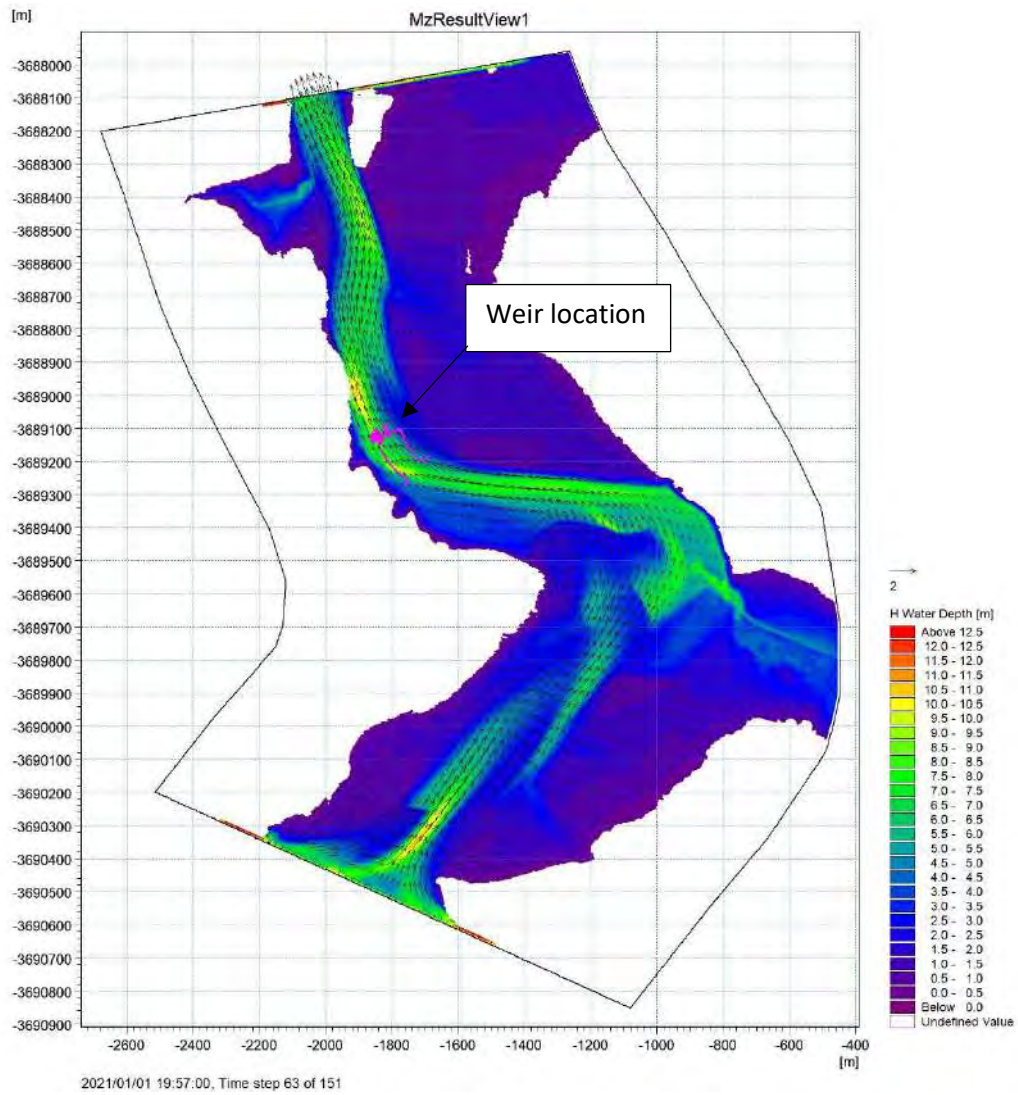 [m]
MzResultView1
-3688000
-3688100
-3688200
-3688300
-3688400
-3688500
-3688600
-3688700
-3688800
-3688900
-3689000
-3689100
-3689200
-3689300
-3689400
-3689500
-3689600
-3689700
-3689800
-3689900
-3690000
-3690100
-3690200
-3690300
-3690400
-3690500
-3690600
-3690700
-3690800
-3690900
Weir location
-2600 -2400 -2200 -2000 -1800 -1600 -1400 -1200 -1000 -800 -600 -400
[m]
2021/01/01 19:57:00, Time step 63 of 151
2
H Water Depth [m]
Above 12.5
12.0 - 12.5
11.5 - 12.0
11.0 - 11.5
10.5 - 11.0
10.0 - 10.5
9.5 - 10.0
9.0 - 9.5
8.5 - 9.0
8.0 - 8.5
7.5 - 8.0
7.0 - 7.5
6.5 - 7.0
6.0 - 6.5
5.5 - 6.0
5.0 - 5.5
4.5 - 5.0
4.0 - 4.5
3.5 - 4.0
3.0 - 3.5
2.5 - 3.0
2.0 - 2.5
1.5 - 2.0
1.0 - 1.5
0.5 - 1.0
0.0 - 0.5
Below 0.0
Undefined Value